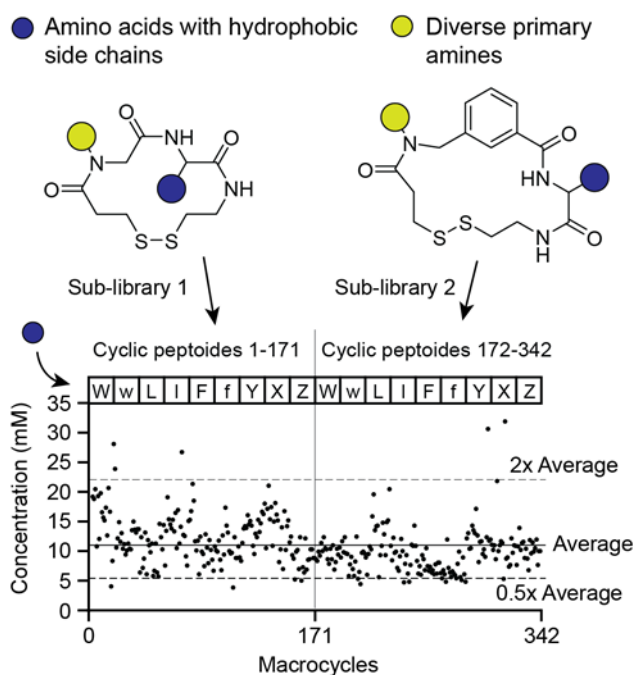 Amino acids with hydrophobic
side chains
Diverse primary
amines
N
O
NH
O
NH
O
S-S
N
O
O
HN
O
N
H
S-S
Sub-library 1
Sub-library 2
Cyclic peptoides 1-171
Cyclic peptoides 172-342
W w L I F f Y X Z W w L I F f Y X Z
Concentration (mM)
35
30
25
20
15
10
5
0
2x Average
Average
0.5x Average
0
171
342
Macrocycles